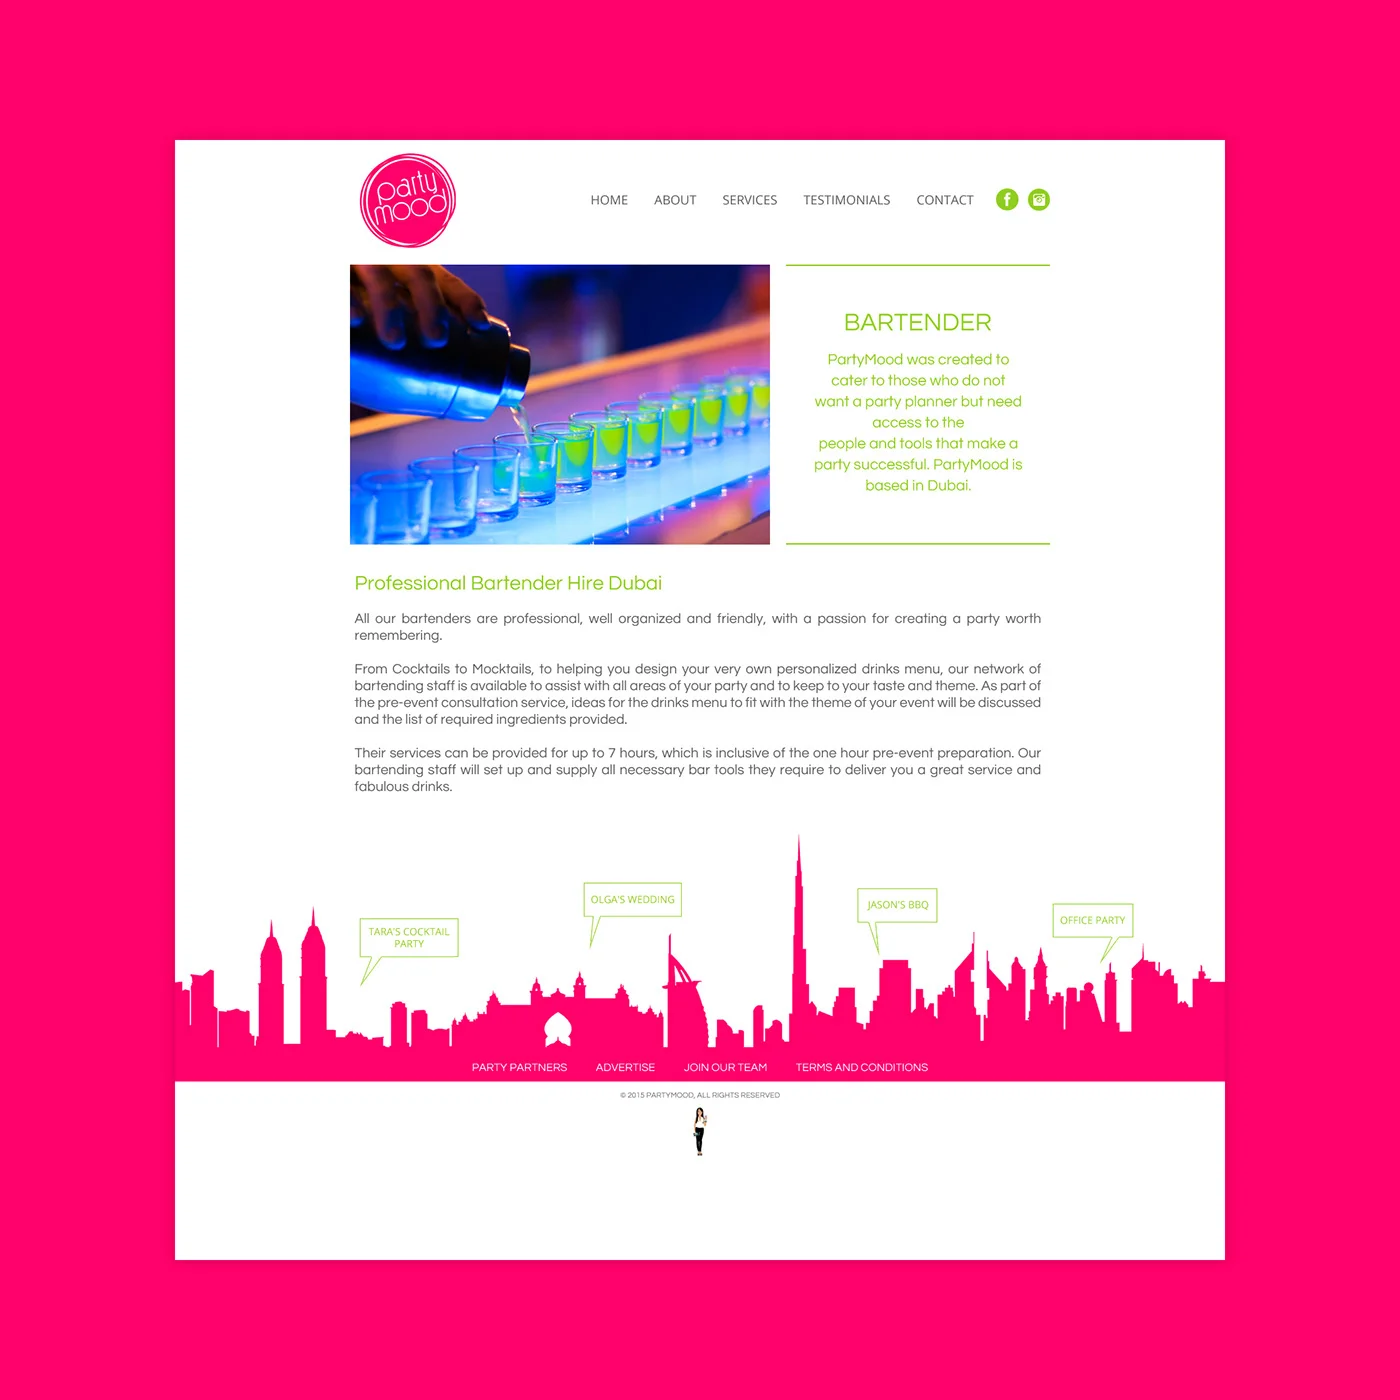 party
mood
HOME ABOUT SERVICES TESTIMONIALS CONTACT
BARTENDER
PartyMood was created to
cater to those who do not
want a party planner but need
access to the
people and tools that make a
party successful. PartyMood is
based in Dubai.
Professional Bartender Hire Dubai
All our bartenders are professional, well organized and friendly, with a passion for creating a party worth
remembering.
From Cocktails to Mocktails, to helping you design your very own personalized drinks menu, our network of
bartending staff is available to assist with all areas of your party and to keep to your taste and theme. As part of
the pre-event consultation service, ideas for the drinks menu to fit with the theme of your event will be discussed
and the list of required ingredients provided.
Their services can be provided for up to 7 hours, which is inclusive of the one hour pre-event preparation. Our
bartending staff will set up and supply all necessary bar tools they require to deliver you a great service and
fabulous drinks.
TARA'S COCKTAIL
PARTY
OLGA'S WEDDING
JASON'S BBQ
OFFICE PARTY
PARTY PARTNERS ADVERTISE JOIN OUR TEAM TERMS AND CONDITIONS
© 2015 PARTYMOOD, ALL RIGHTS RESERVED